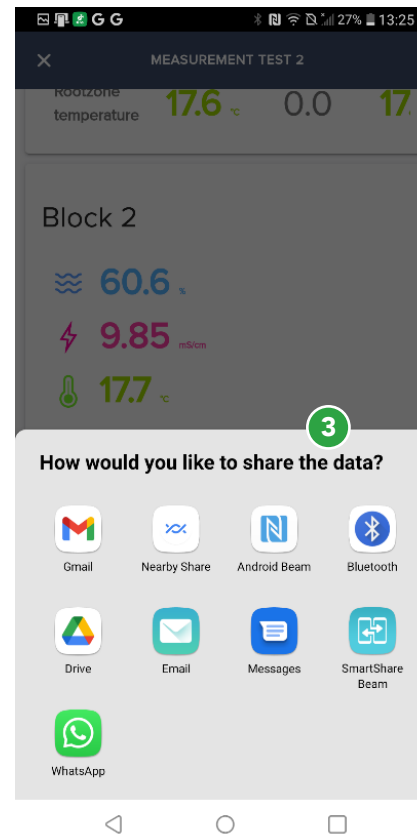 G G 27% 13:25
MEASUREMENT TEST 2
Rootzone
temperature 17.6 °C 0.0 17.
Block 2
60.6 %
9.85 mS/cm
17.7 °C
3
How would you like to share the data?
Gmail Nearby Share Android Beam Bluetooth
Drive Email Messages SmartShare
Beam
WhatsApp